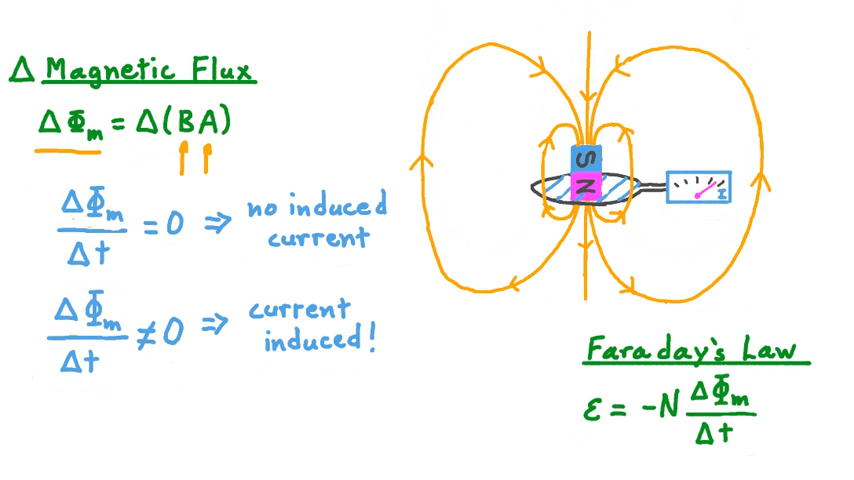 Δ Magnetic Flux
ΔΦₘ = Δ(BA)
ΔΦₘ/Δt = 0 ⇒ no induced current
ΔΦₘ/Δt ≠ 0 ⇒ current induced!
S
N
I
Faraday's Law
ε = -N ΔΦₘ/Δt